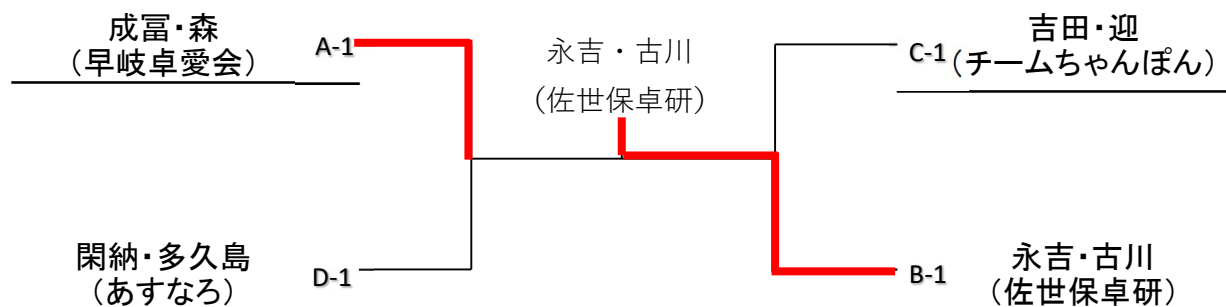 成冨・森
(早岐卓愛会)
A-1
永吉・古川
(佐世保卓研)
C-1
吉田・迎
(チームちゃんぽん)
閑納・多久島
(あすなろ)
D-1
B-1
永吉・古川
(佐世保卓研)